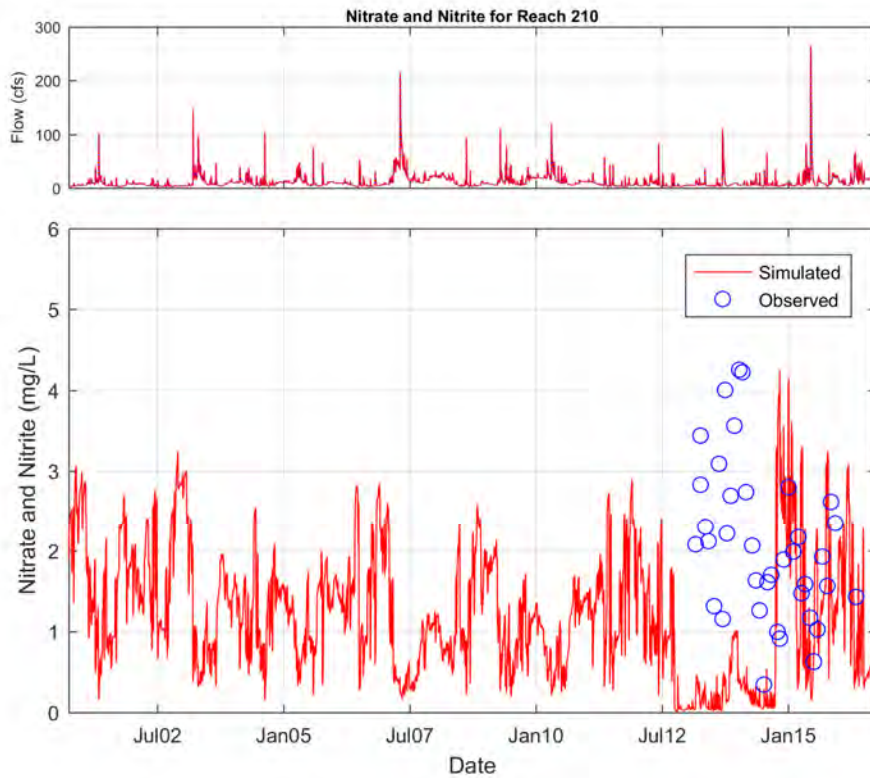 Nitrate and Nitrite for Reach 210
300
200
100
0
Flow (cfs)
6
5
4
3
2
1
0
Nitrate and Nitrite (mg/L)
Simulated
Observed
Jul02 Jan05 Jul07 Jan10 Jul12 Jan15
Date